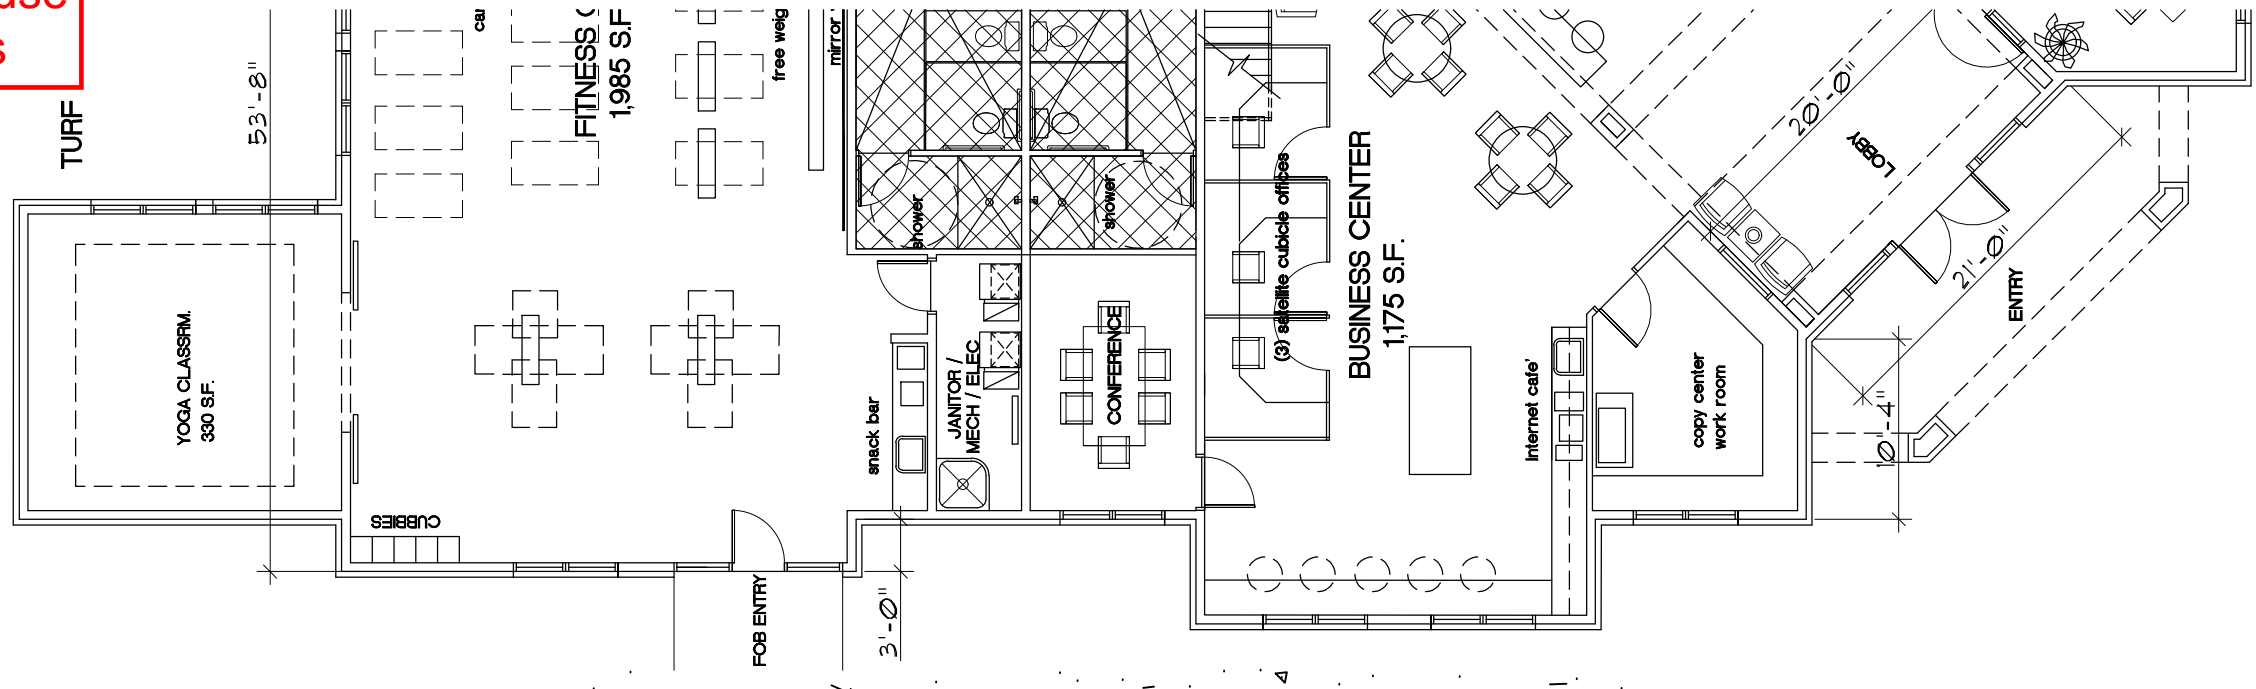 TURF
53'-8"
FITNESS C
1,985 S.F.
free weig
mirror
shower
shower
(3) satellite cubicle offices
BUSINESS CENTER
1,175 S.F.
20'-0"
LOBBY
21'-0"
ENTRY
10'-4"
YOGA CLASSRM.
330 S.F.
CUBBIES
snack bar
JANITOR /
MECH / ELEC
CONFERENCE
Internet cafe'
copy center
work room
FOB ENTRY
3'-0"